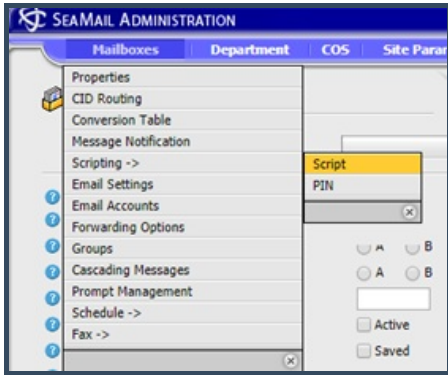 SEAMAIL ADMINISTRATION
Mailboxes Department COS Site Parar
Properties
CID Routing
Conversion Table
Message Notification
Scripting ->
Script
Email Settings
PIN
Email Accounts
Forwarding Options
Groups
A B
Cascading Messages
A B
Prompt Management
Schedule ->
Active
Fax ->
Saved